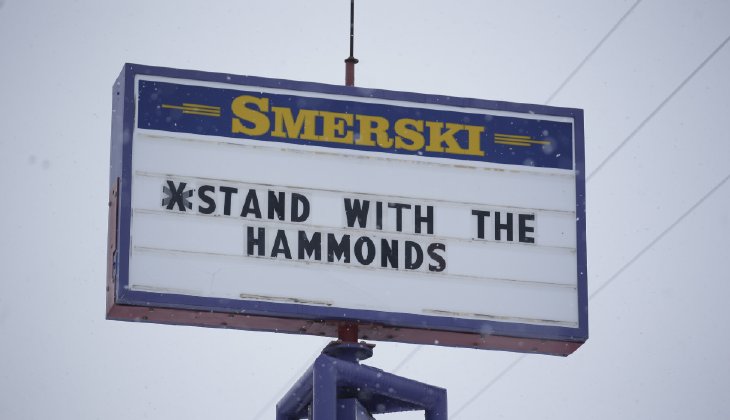 SMERSKI
*STAND WITH THE
HAMMONDS